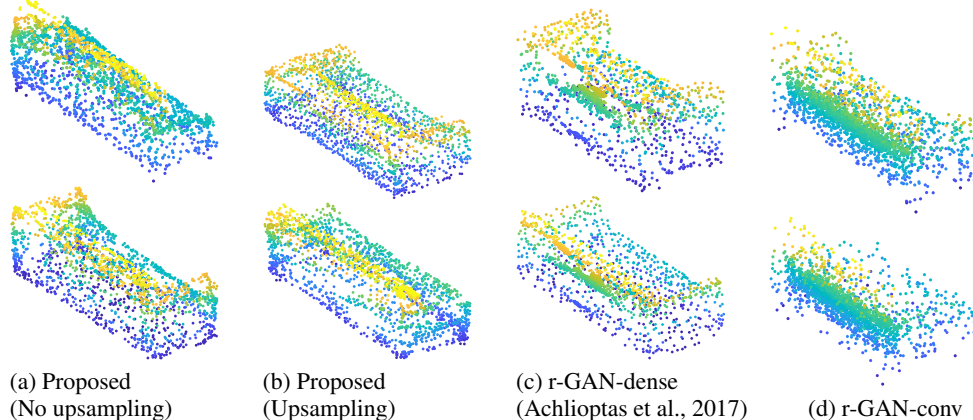 (a) Proposed
(No upsampling)
(b) Proposed
(Upsampling)
(c) r-GAN-dense
(Achlioptas et al., 2017)
(d) r-GAN-conv